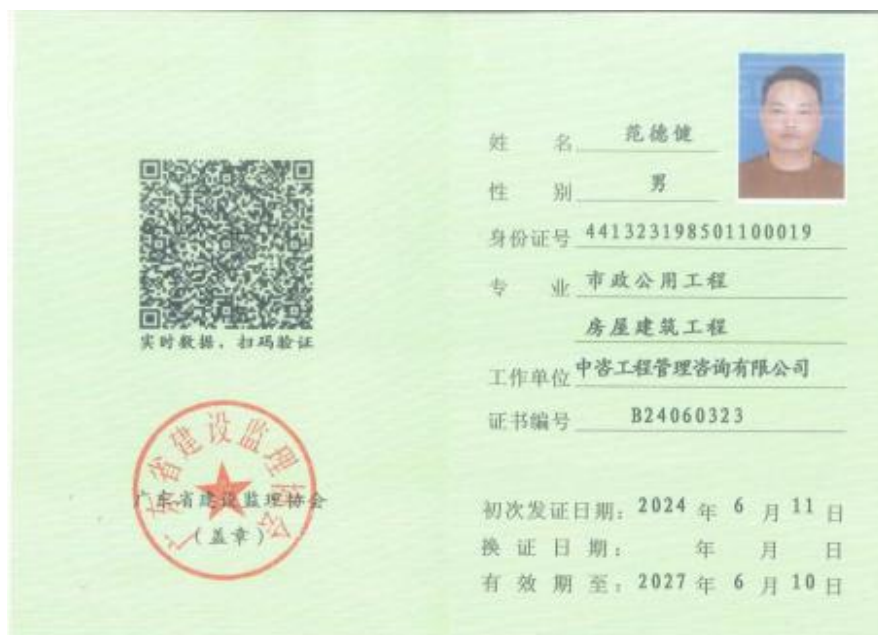 实时数据，扫码验证
广东省建设监理协会
广东省建设监理协会
（盖章）
姓 名 范德健
性 别 男
身份证号 441323198501100019
专 业 市政公用工程
房屋建筑工程
工作单位 中咨工程管理咨询有限公司
证书编号 B24060323
初次发证日期：2024 年 6 月 11 日
换 证 日 期： 年 月 日
有 效 期 至：2027 年 6 月 10 日